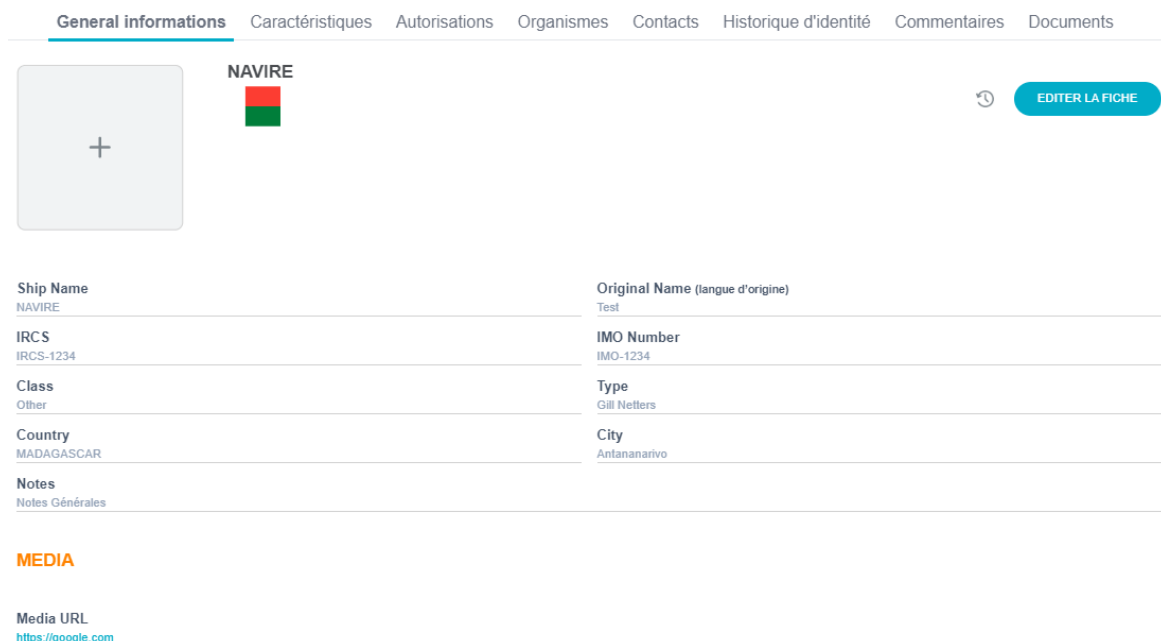 General informations Caractéristiques Autorisations Organismes Contacts Historique d'identité Commentaires Documents
NAVIRE
EDITER LA FICHE
Ship Name
NAVIRE
Original Name (langue d'origine)
Test
IRCS
IRCS-1234
IMO Number
IMO-1234
Class
Other
Type
Gill Netters
Country
MADAGASCAR
City
Antananarivo
Notes
Notes Générales
MEDIA
Media URL
https://google.com